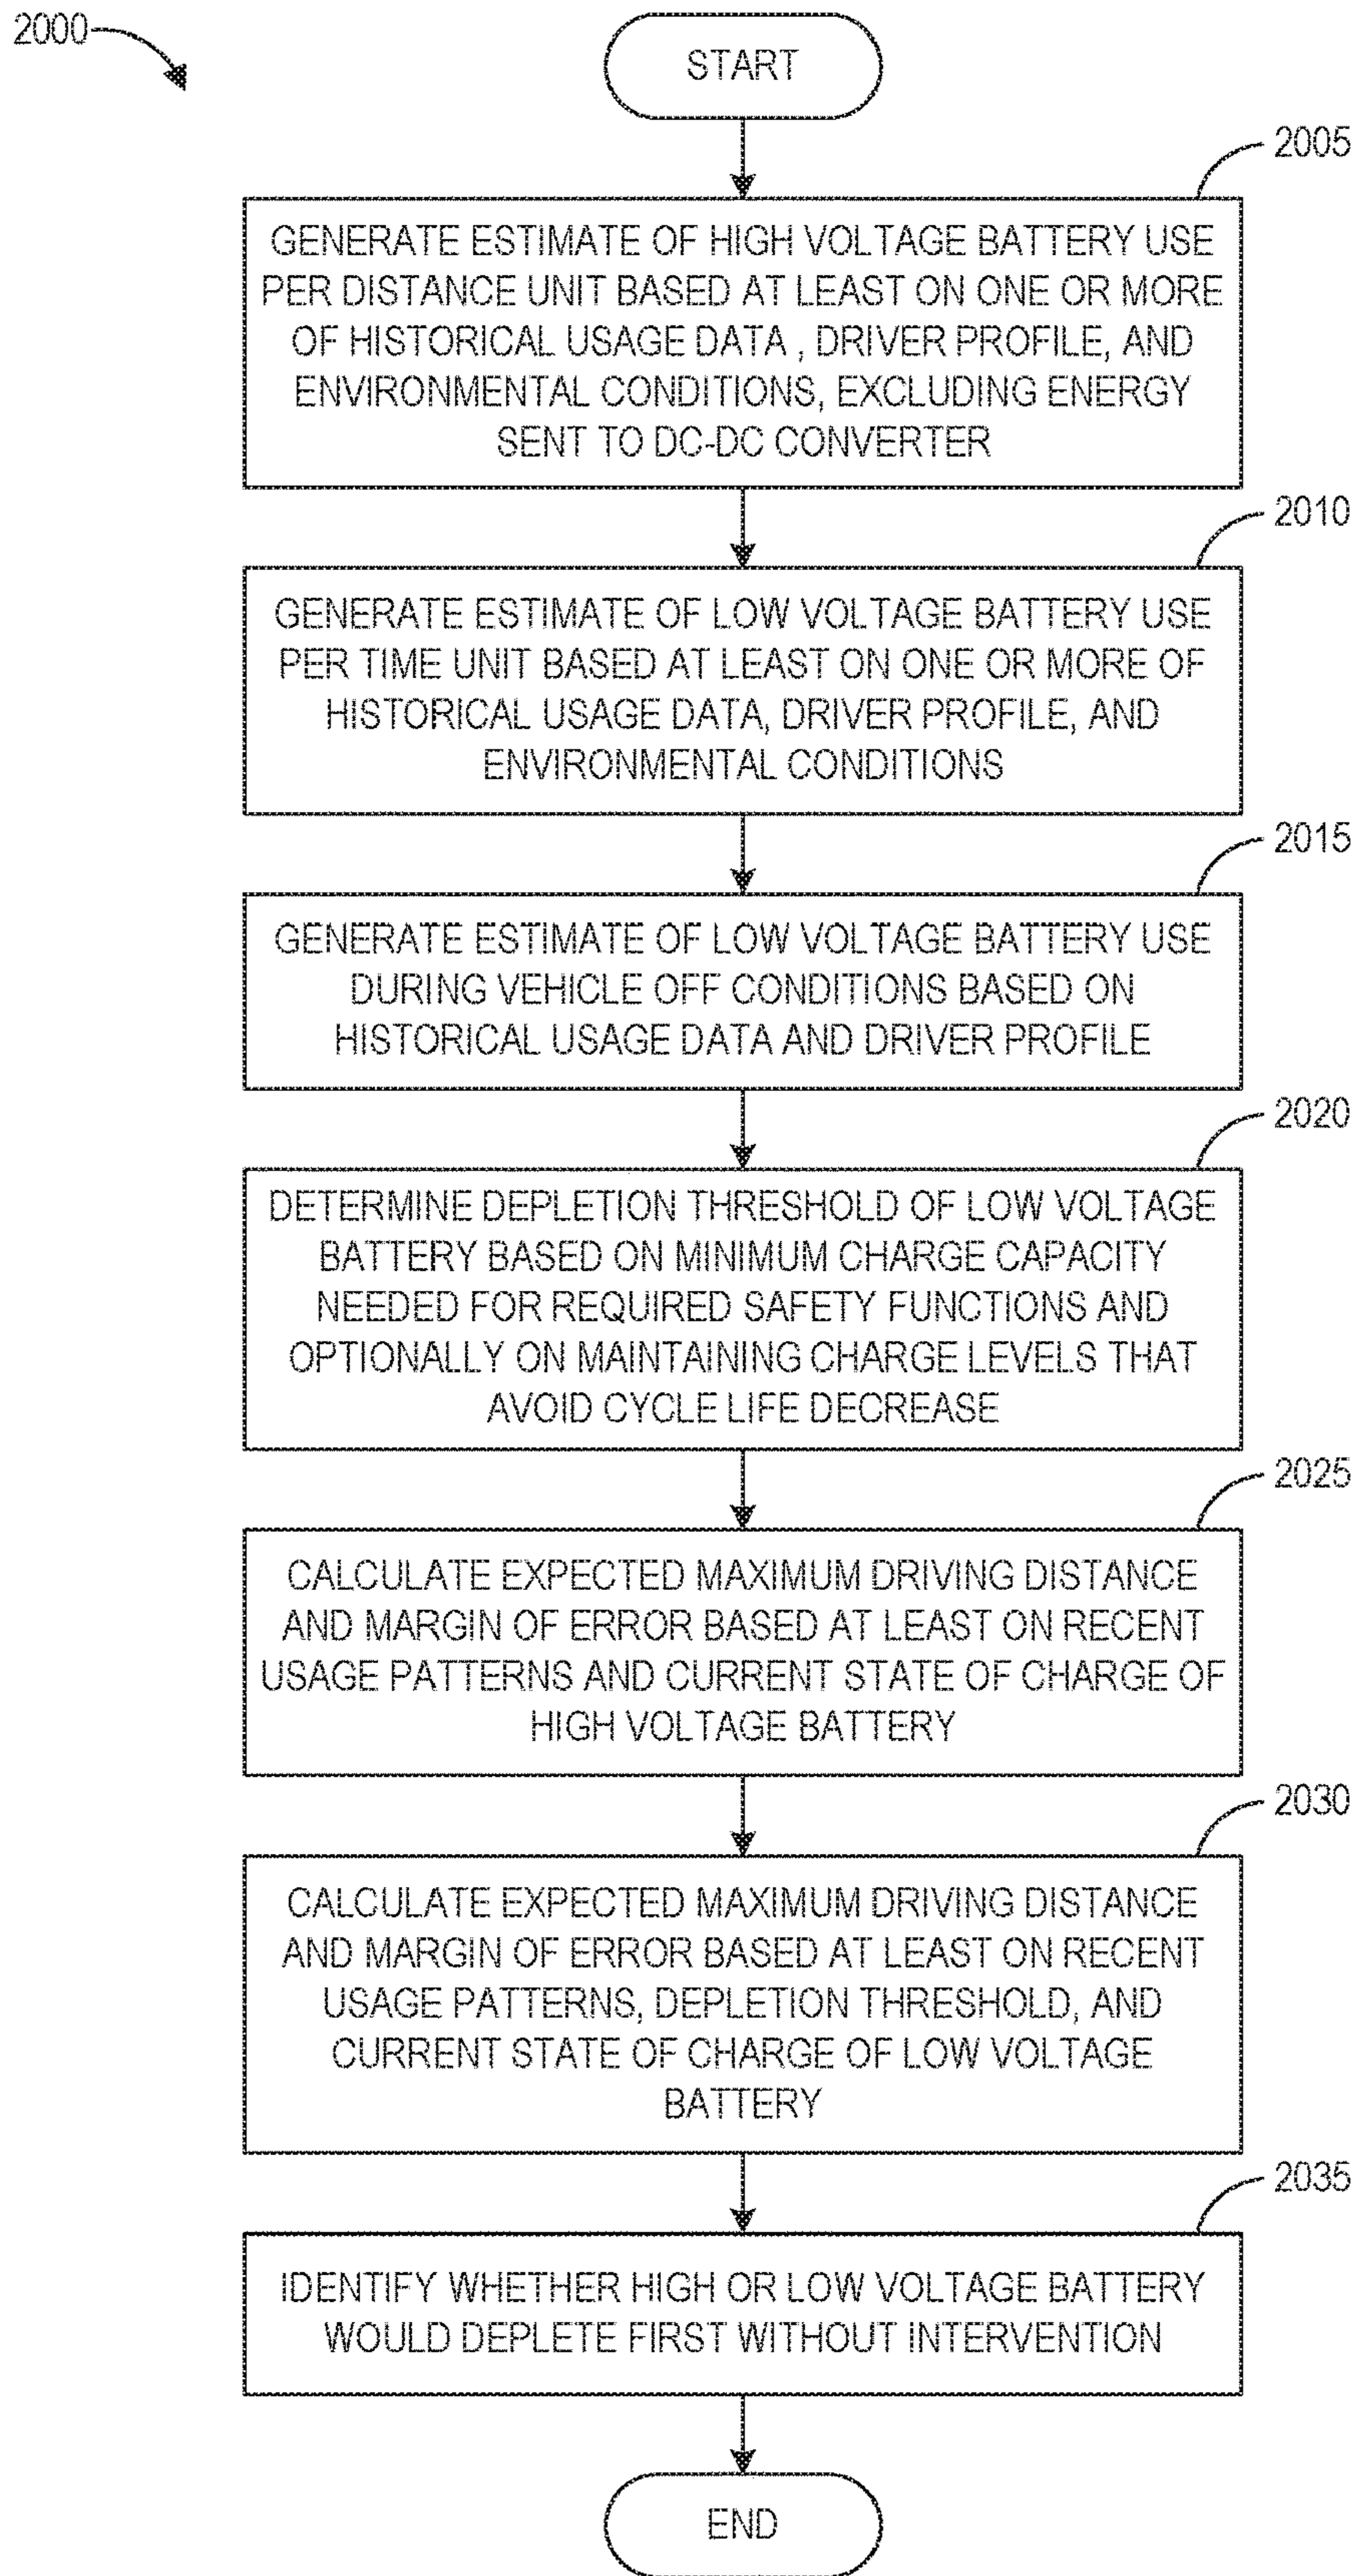 2000
START
2005
GENERATE ESTIMATE OF HIGH VOLTAGE BATTERY USE
PER DISTANCE UNIT BASED AT LEAST ON ONE OR MORE
OF HISTORICAL USAGE DATA , DRIVER PROFILE, AND
ENVIRONMENTAL CONDITIONS, EXCLUDING ENERGY
SENT TO DC-DC CONVERTER
2010
GENERATE ESTIMATE OF LOW VOLTAGE BATTERY USE
PER TIME UNIT BASED AT LEAST ON ONE OR MORE OF
HISTORICAL USAGE DATA, DRIVER PROFILE, AND
ENVIRONMENTAL CONDITIONS
2015
GENERATE ESTIMATE OF LOW VOLTAGE BATTERY USE
DURING VEHICLE OFF CONDITIONS BASED ON
HISTORICAL USAGE DATA AND DRIVER PROFILE
2020
DETERMINE DEPLETION THRESHOLD OF LOW VOLTAGE
BATTERY BASED ON MINIMUM CHARGE CAPACITY
NEEDED FOR REQUIRED SAFETY FUNCTIONS AND
OPTIONALLY ON MAINTAINING CHARGE LEVELS THAT
AVOID CYCLE LIFE DECREASE
2025
CALCULATE EXPECTED MAXIMUM DRIVING DISTANCE
AND MARGIN OF ERROR BASED AT LEAST ON RECENT
USAGE PATTERNS AND CURRENT STATE OF CHARGE OF
HIGH VOLTAGE BATTERY
2030
CALCULATE EXPECTED MAXIMUM DRIVING DISTANCE
AND MARGIN OF ERROR BASED AT LEAST ON RECENT
USAGE PATTERNS, DEPLETION THRESHOLD, AND
CURRENT STATE OF CHARGE OF LOW VOLTAGE
BATTERY
2035
IDENTIFY WHETHER HIGH OR LOW VOLTAGE BATTERY
WOULD DEPLETE FIRST WITHOUT INTERVENTION
END